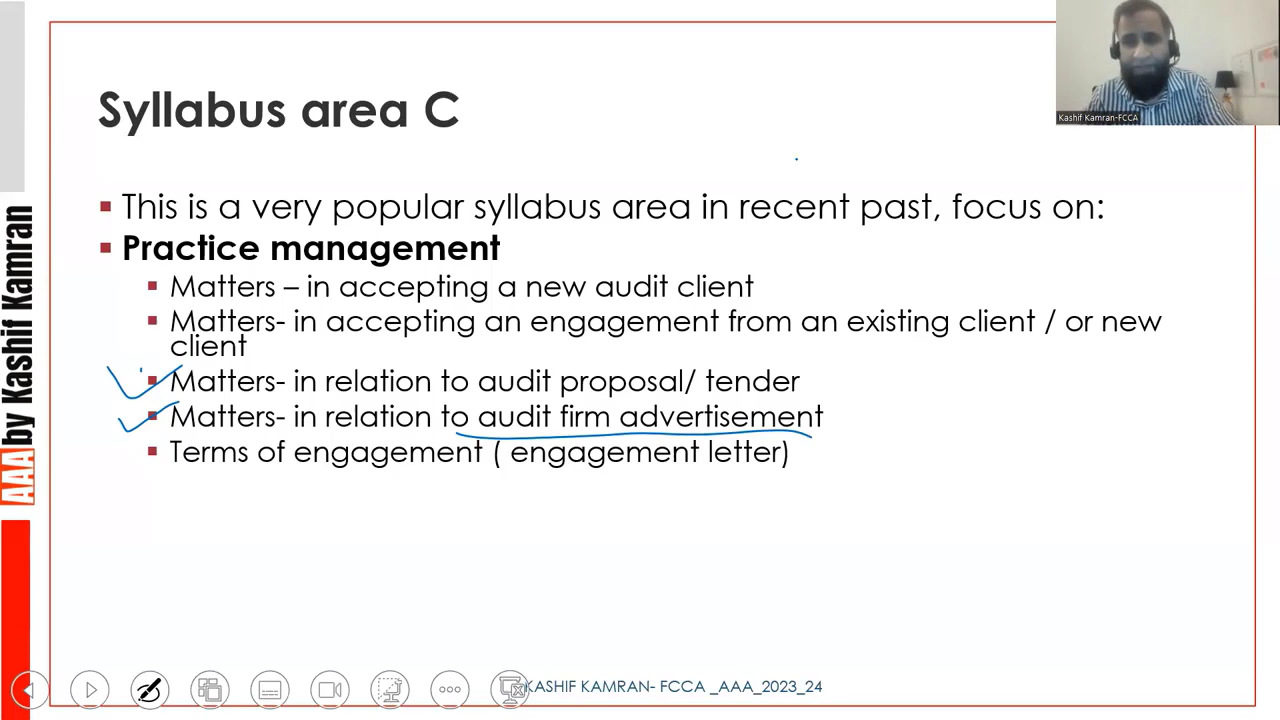 Kashif Kamran-FCCA
Syllabus area C
This is a very popular syllabus area in recent past, focus on:
Practice management
Matters – in accepting a new audit client
Matters- in accepting an engagement from an existing client / or new
client
Matters- in relation to audit proposal/ tender
Matters- in relation to audit firm advertisement
Terms of engagement ( engagement letter)
AAA by Kashif Kamran
KASHIF KAMRAN- FCCA _AAA_2023_24